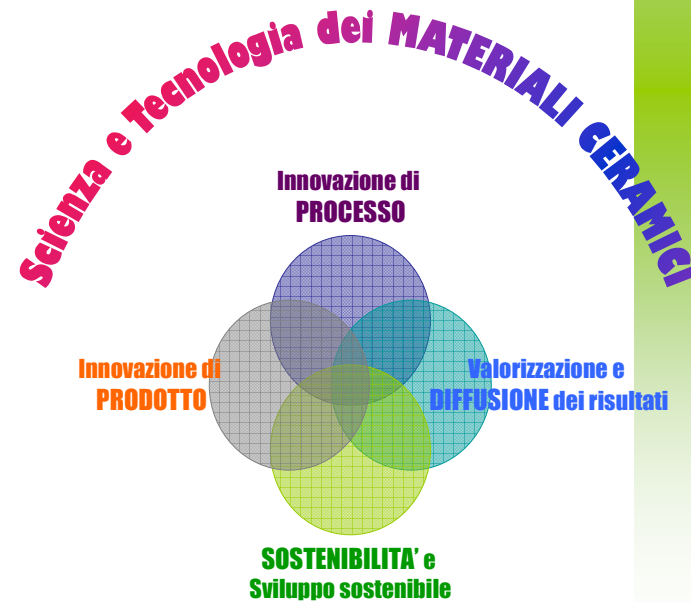 Scienza e Tecnologia dei MATERIALI CERAMICI
Innovazione di
PROCESSO
Innovazione di
PRODOTTO
Valorizzazione e
DIFFUSIONE dei risultati
SOSTENIBILITA' e
Sviluppo sostenibile